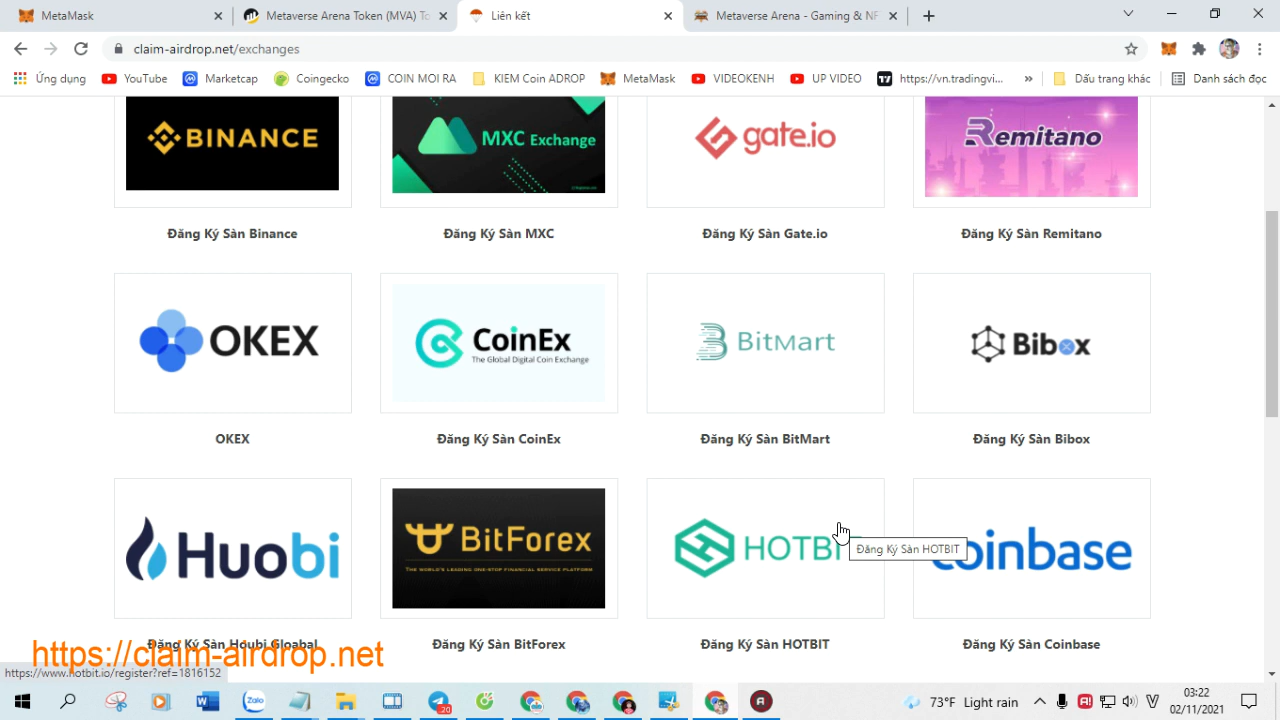 MetaMask
Metaverse Arena Token (MVA) To
Liên kết
Metaverse Arena - Gaming & NF
claim-airdrop.net/exchanges
Ứng dụng
YouTube
Marketcap
Coingecko
COIN MOI RA
KIEM Coin ADROP
MetaMask
VIDEOKENH
UP VIDEO
https://vn.tradingvi...
Dấu trang khác
Danh sách đọc
BINANCE
MXC Exchange
gate.io
Remitano
Đăng Ký Sàn Binance
Đăng Ký Sàn MXC
Đăng Ký Sàn Gate.io
Đăng Ký Sàn Remitano
OKEX
CoinEx
The Global Digital Coin Exchange
BitMart
Bibox
OKEX
Đăng Ký Sàn CoinEx
Đăng Ký Sàn BitMart
Đăng Ký Sàn Bibox
Huobi
BitForex
THE WORLD'S LEADING ONE-STOP FINANCIAL SERVICE PLATFORM
HOTBI
Đăng Ký Sàn HOTBIT
coinbase
Đăng Ký Sàn Houbi Gloabal
Đăng Ký Sàn BitForex
Đăng Ký Sàn HOTBIT
Đăng Ký Sàn Coinbase
https://claim-airdrop.net
https://www.hotbit.io/register?ref=1816152
Zalo
.20
73°F Light rain
03:22
02/11/2021